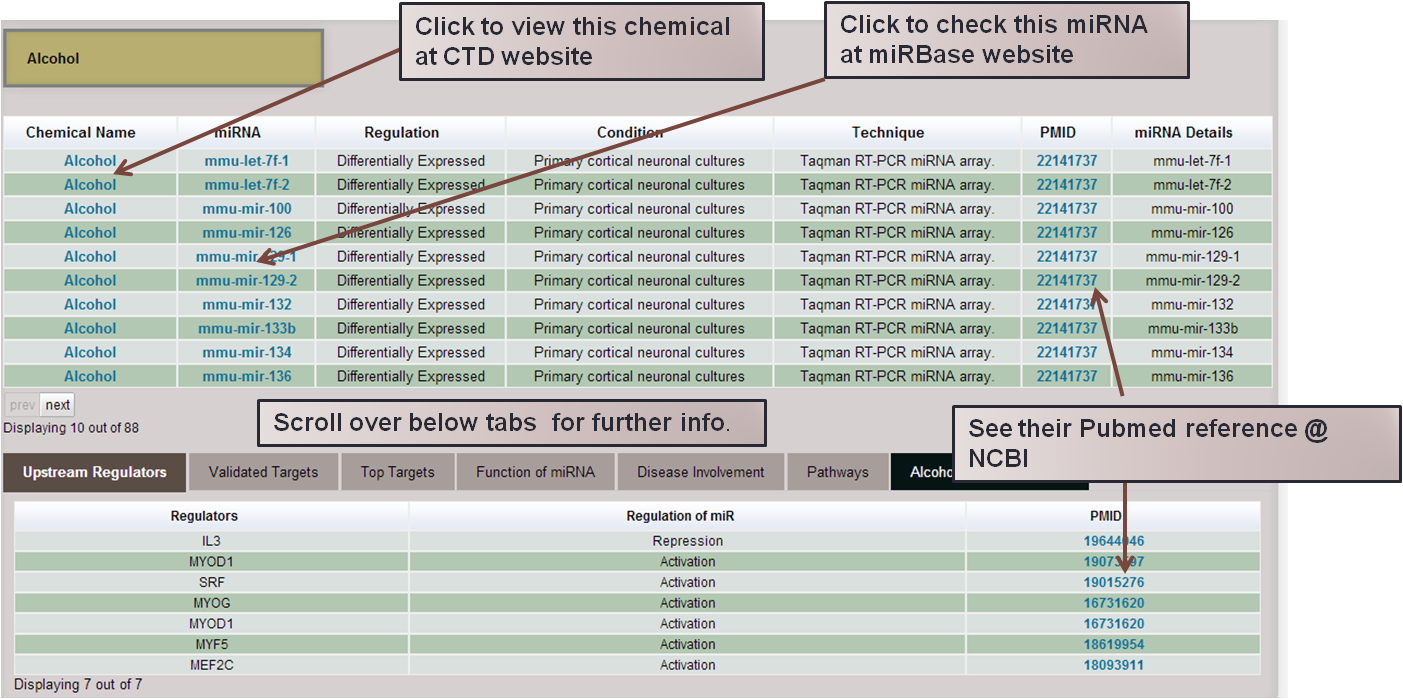 Click to view this chemical
at CTD website
Click to check this miRNA
at miRBase website
Alcohol
Chemical Name miRNA Regulation Condition Technique PMID miRNA Details
Alcohol mmu-let-7f-1 Differentially Expressed Primary cortical neuronal cultures Taqman RT-PCR miRNA array. 22141737 mmu-let-7f-1
Alcohol mmu-let-7f-2 Differentially Expressed Primary cortical neuronal cultures Taqman RT-PCR miRNA array. 22141737 mmu-let-7f-2
Alcohol mmu-mir-100 Differentially Expressed Primary cortical neuronal cultures Taqman RT-PCR miRNA array. 22141737 mmu-mir-100
Alcohol mmu-mir-126 Differentially Expressed Primary cortical neuronal cultures Taqman RT-PCR miRNA array. 22141737 mmu-mir-126
Alcohol mmu-mir-129-1 Differentially Expressed Primary cortical neuronal cultures Taqman RT-PCR miRNA array. 22141737 mmu-mir-129-1
Alcohol mmu-mir-129-2 Differentially Expressed Primary cortical neuronal cultures Taqman RT-PCR miRNA array. 22141737 mmu-mir-129-2
Alcohol mmu-mir-132 Differentially Expressed Primary cortical neuronal cultures Taqman RT-PCR miRNA array. 22141737 mmu-mir-132
Alcohol mmu-mir-133b Differentially Expressed Primary cortical neuronal cultures Taqman RT-PCR miRNA array. 22141737 mmu-mir-133b
Alcohol mmu-mir-134 Differentially Expressed Primary cortical neuronal cultures Taqman RT-PCR miRNA array. 22141737 mmu-mir-134
Alcohol mmu-mir-136 Differentially Expressed Primary cortical neuronal cultures Taqman RT-PCR miRNA array. 22141737 mmu-mir-136
prev next
Displaying 10 out of 88
Scroll over below tabs for further info.
See their Pubmed reference @
NCBI
Upstream Regulators Validated Targets Top Targets Function of miRNA Disease Involvement Pathways
Regulators Regulation of miR PMID
IL3 Repression
MYOD1 Activation
SRF Activation 19015276
MYOG Activation 16731620
MYOD1 Activation 16731620
MYF5 Activation 18619954
MEF2C Activation 18093911
Displaying 7 out of 7